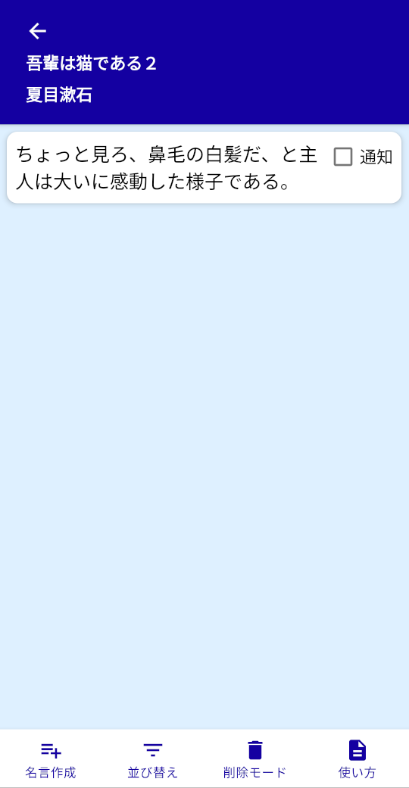 吾輩は猫である２
夏目漱石
ちょっと見ろ、鼻毛の白髪だ、と主
人は大いに感動した様子である。
通知
名言作成
並び替え
削除モード
使い方